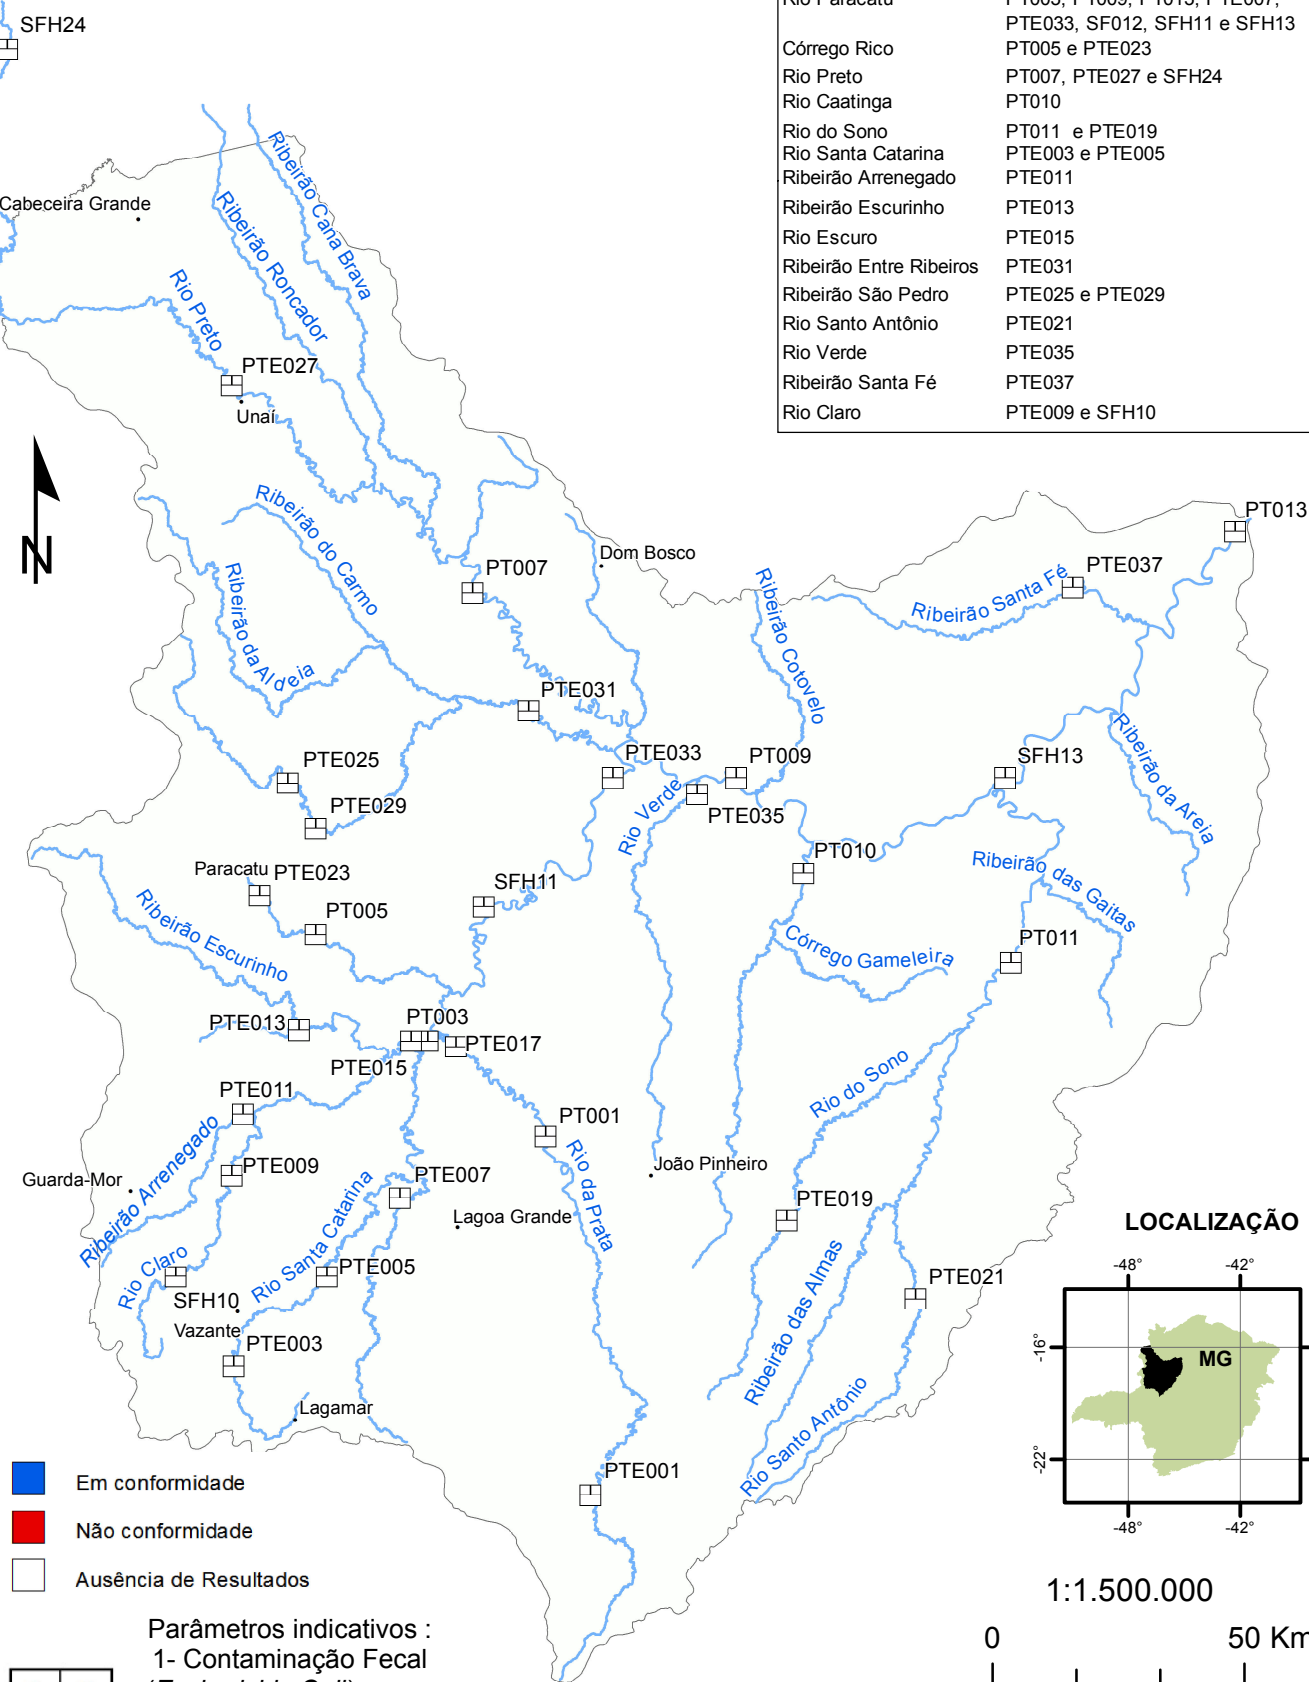 SFH24
Rio Paracatu PT003, PT009, PT013, PTE007,
PTE033, SF012, SFH11 e SFH13
Córrego Rico PT005 e PTE023
Rio Preto PT007, PTE027 e SFH24
Rio Caatinga PT010
Rio do Sono PT011 e PTE019
Rio Santa Catarina PTE003 e PTE005
Ribeirão Arrenegado PTE011
Ribeirão Escurinho PTE013
Rio Escuro PTE015
Ribeirão Entre Ribeiros PTE031
Ribeirão São Pedro PTE025 e PTE029
Rio Santo Antônio PTE021
Rio Verde PTE035
Ribeirão Santa Fé PTE037
Rio Claro PTE009 e SFH10
Ribeirão Cana Brava
Cabeceira Grande
Ribeirão Roncador
Rio Preto
PTE027
Unaí
N
Ribeirão do Carmo
PT013
Dom Bosco
PTE037
PT007
Ribeirão Santa Fé
Ribeirão da Aldeia
Ribeirão Cotovelo
PTE031
PTE033
PT009
SFH13
Ribeirão da Areia
PTE025
PTE029
Rio Verde
PTE035
PT010
Ribeirão das Gaitas
Paracatu
PTE023
SFH11
PT005
Ribeirão Escurinho
Córrego Gameleira
PT011
PTE013
PT003
PTE017
PTE015
Rio do Sono
PTE011
PT001
Ribeirão Arrenegado
PTE009
Guarda-Mor
João Pinheiro
PTE007
Rio da Prata
Rio Santa Catarina
Lagoa Grande
PTE019
Rio Claro
PTE005
PTE021
SFH10
Vazante
Ribeirão das Almas
PTE003
Lagamar
Rio Santo Antônio
PTE001
LOCALIZAÇÃO
-48° -42°
-16°
MG
-22°
-48° -42°
Em conformidade
Não conformidade
Ausência de Resultados
1:1.500.000
Parâmetros indicativos :
1- Contaminação Fecal
0 50 Km